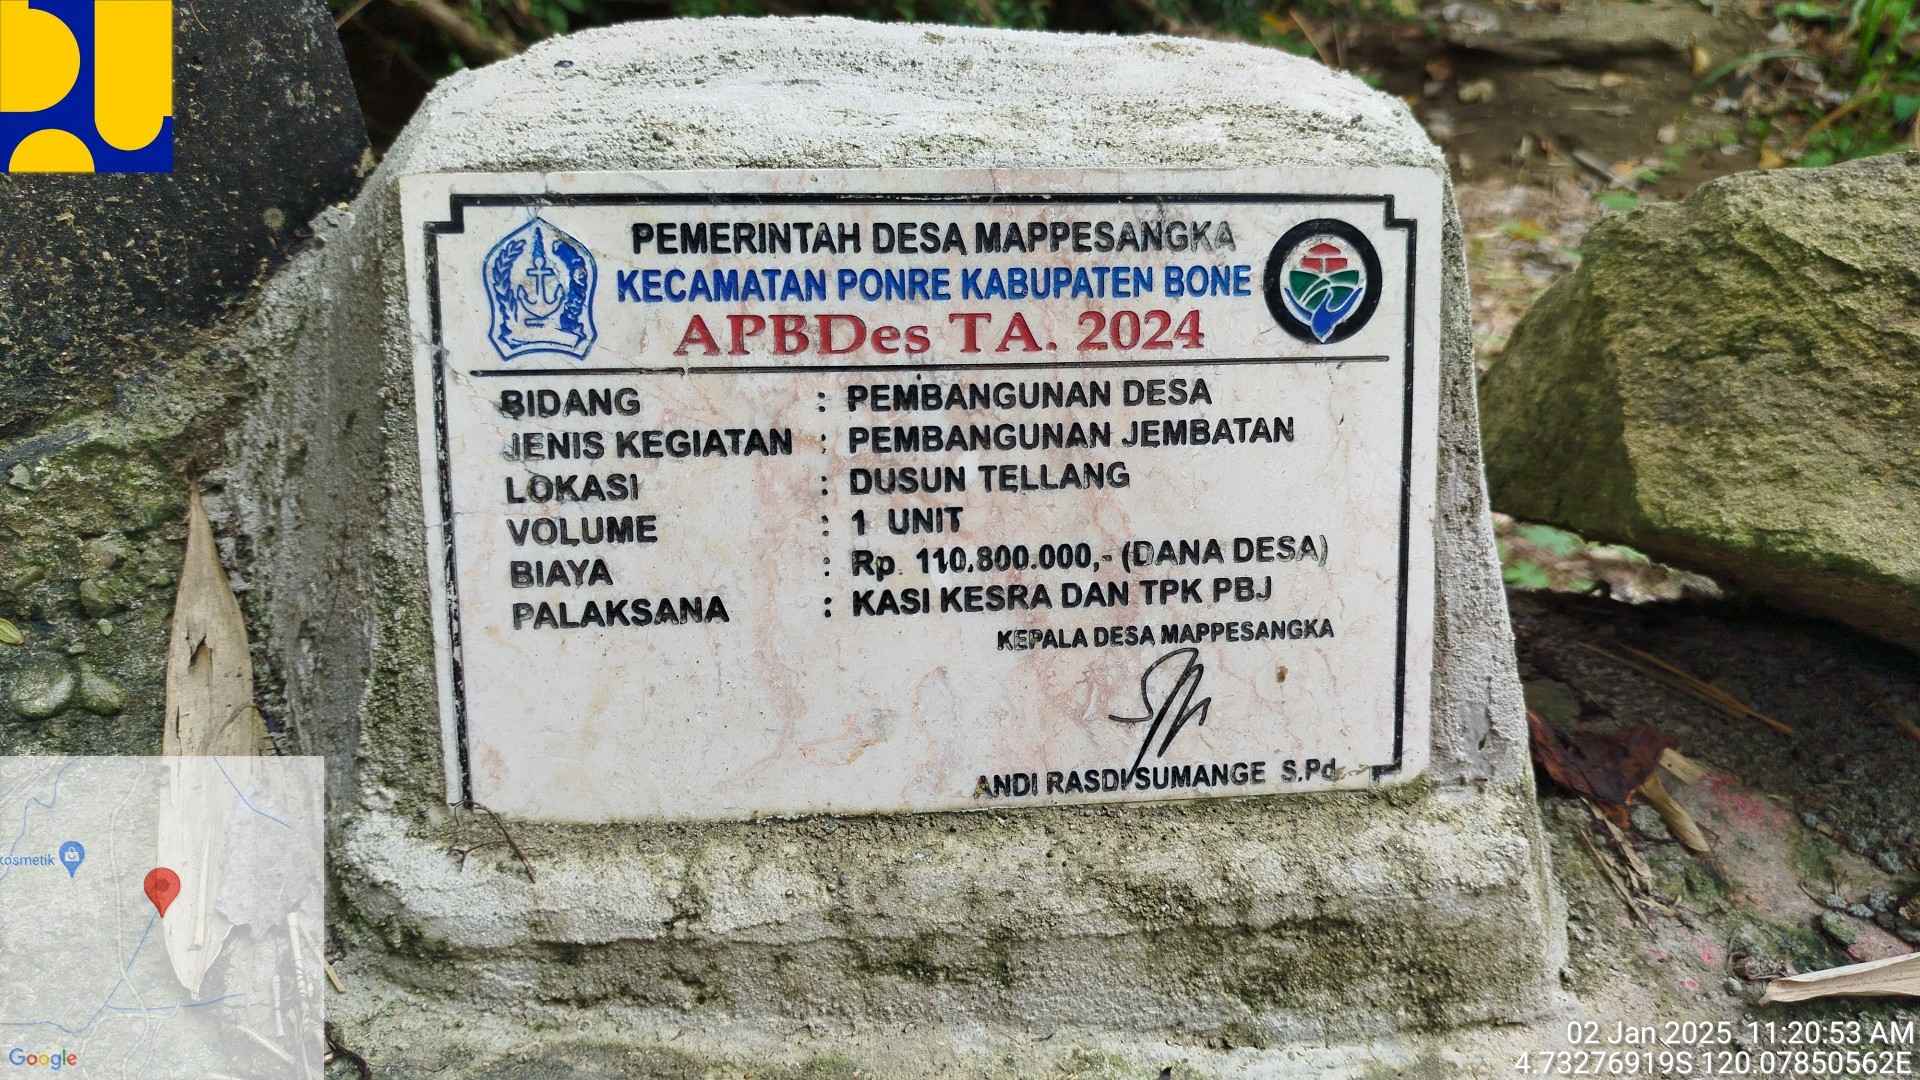 PEMERINTAH DESA MAPPESANGKA
KECAMATAN PONRE KABUPATEN BONE
APBDes TA. 2024
BIDANG : PEMBANGUNAN DESA
JENIS KEGIATAN : PEMBANGUNAN JEMBATAN
LOKASI : DUSUN TELLANG
VOLUME : 1 UNIT
BIAYA : Rp. 110.800.000,- (DANA DESA)
PALAKSANA : KASI KESRA DAN TPK PBJ
KEPALA DESA MAPPESANGKA
ANDI RASDI SUMANGE S.Pd
kosmetik
Google
02 Jan 2025 11:20:53 AM
4.73276919S 120.07850562E